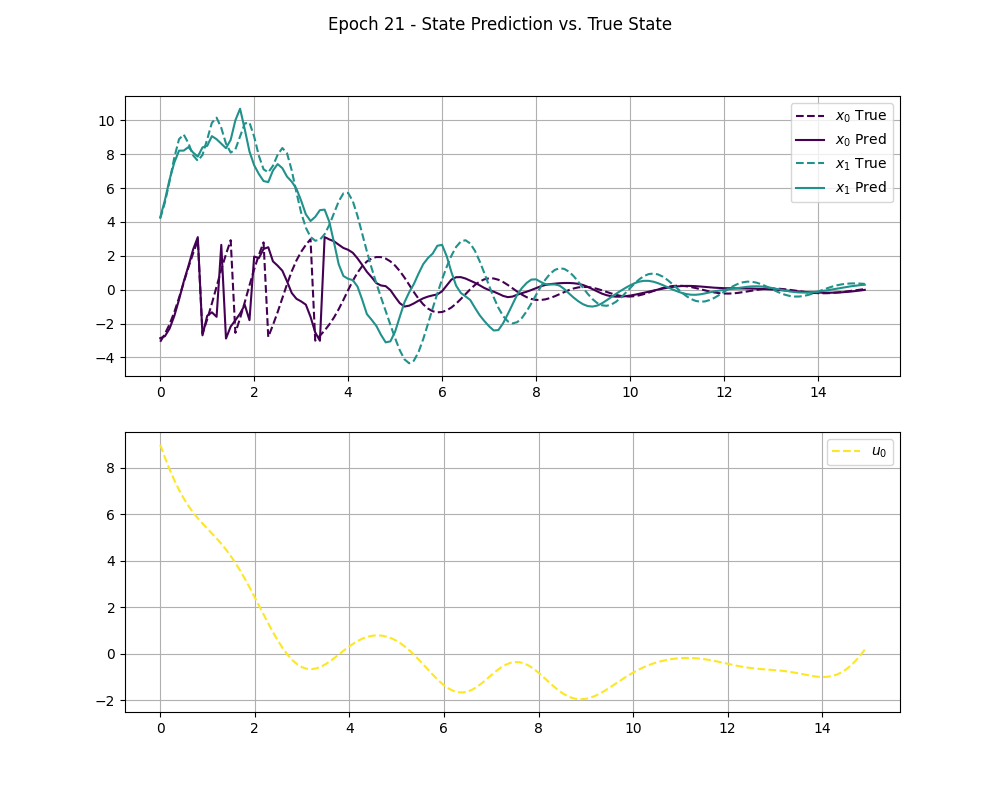 Epoch 21 - State Prediction vs. True State
10
8
6
4
2
0
−2
−4
x₀ True
x₀ Pred
x₁ True
x₁ Pred
0 2 4 6 8 10 12 14
8
6
4
2
0
−2
u₀
0 2 4 6 8 10 12 14